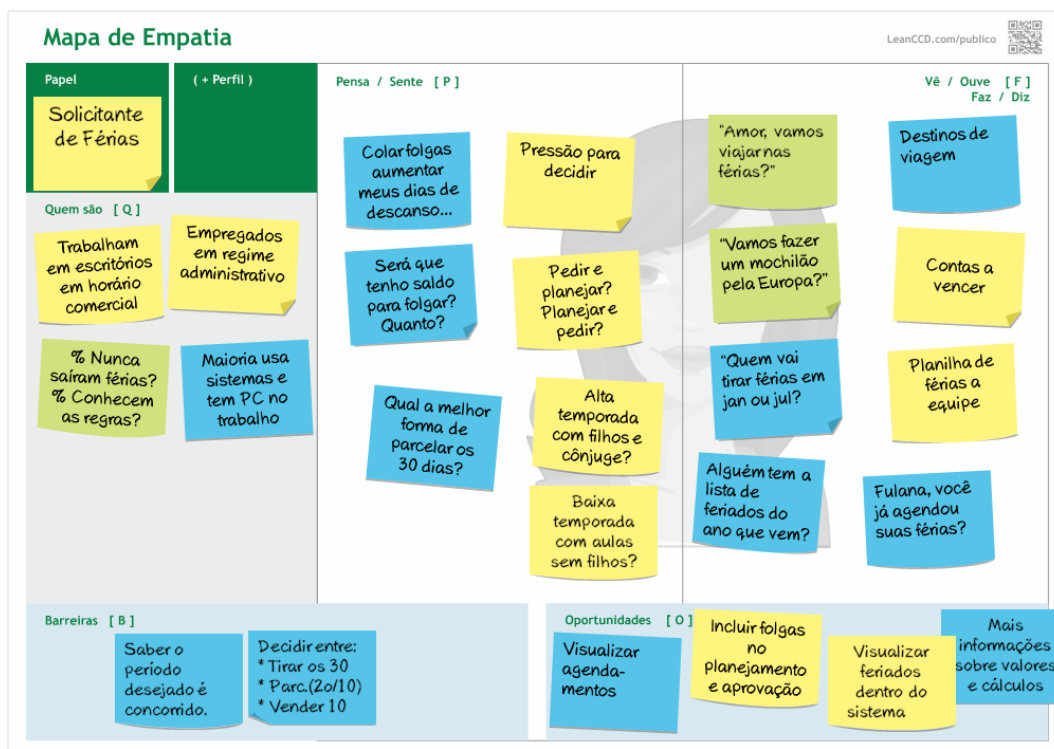 Mapa de Empatia
LeanCCD.com/publico
Papel
Solicitante
de Férias
( + Perfil )
Quem são [ Q ]
Trabalham
em escritórios
em horário
comercial
Empregados
em regime
administrativo
% Nunca
saíram férias?
% Conhecem
as regras?
Maioria usa
sistemas e
tem PC no
trabalho
Pensa / Sente [ P ]
Colar folgas
aumentar
meus dias de
descanso...
Pressão para
decidir
Será que
tenho saldo
para folgar?
Quanto?
Pedir e
planejar?
Planejar e
pedir?
Qual a melhor
forma de
parcelar os
30 dias?
Alta
temporada
com filhos e
cônjuge?
Baixa
temporada
com aulas
sem filhos?
Vê / Ouve [ F ]
Faz / Diz
"Amor, vamos
viajar nas
férias?"
Destinos de
viagem
"Vamos fazer
um mochilão
pela Europa?"
Contas a
vencer
"Quem vai
tirar férias em
jan ou jul?
Planilha de
férias a
equipe
Alguém tem a
lista de
feriados do
ano que vem?
Fulana, você
já agendou
suas férias?
Barreiras [ B ]
Saber o
periodo
desejado é
concorrido.
Decidir entre:
* Tirar os 30
* Parc.(2o/10)
* Vender 10
Oportunidades [ O ]
Visualizar
agenda-
mentos
Incluir folgas
no
planejamento
e aprovação
Visualizar
feriados
dentro do
sistema
Mais
informações
sobre valores
e cálculos